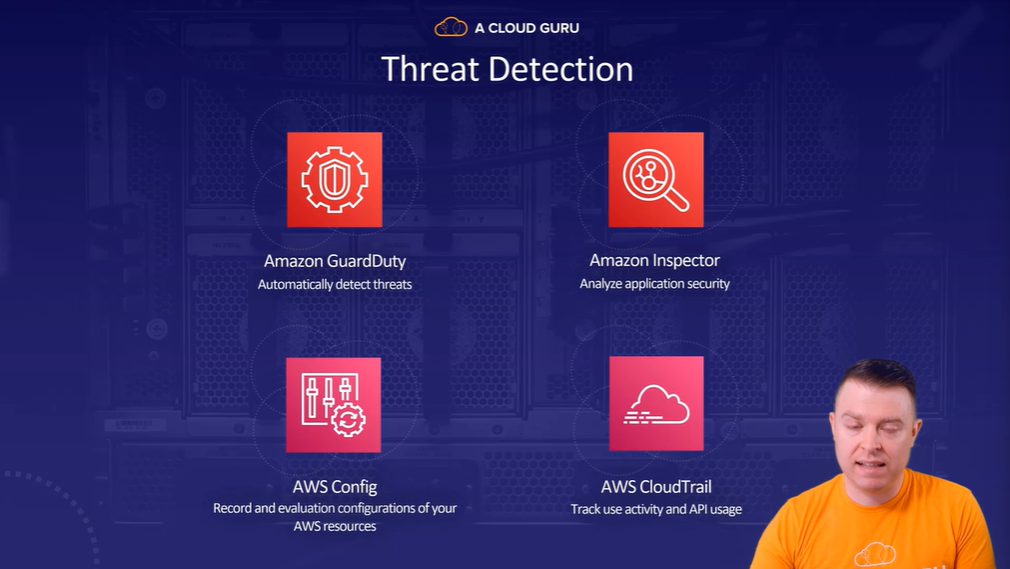 A CLOUD GURU
Threat Detection
Amazon GuardDuty
Automatically detect threats
Amazon Inspector
Analyze application security
AWS Config
Record and evaluation configurations of your
AWS resources
AWS CloudTrail
Track use activity and API usage